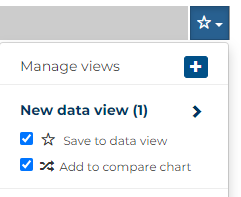 Manage views
New data view (1)
Save to data view
Add to compare chart